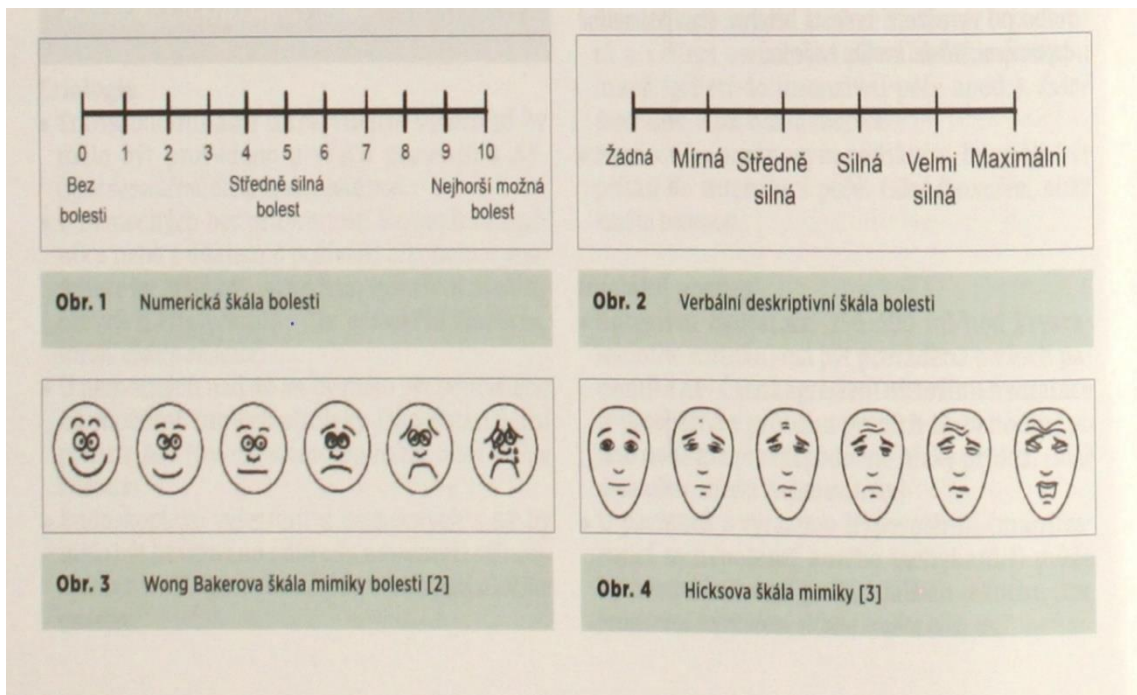 0 1 2 3 4 5 6 7 8 9 10
Bez
bolesti
Středně silná
bolest
Nejhorší možná
bolest
Obr. 1 Numerická škála bolesti
Žádná Mírná Středně
silná
Silná Velmi
silná
Maximální
Obr. 2 Verbální deskriptivní škála bolesti
Obr. 3 Wong Bakerova škála mimiky bolesti [2]
Obr. 4 Hicksova škála mimiky [3]